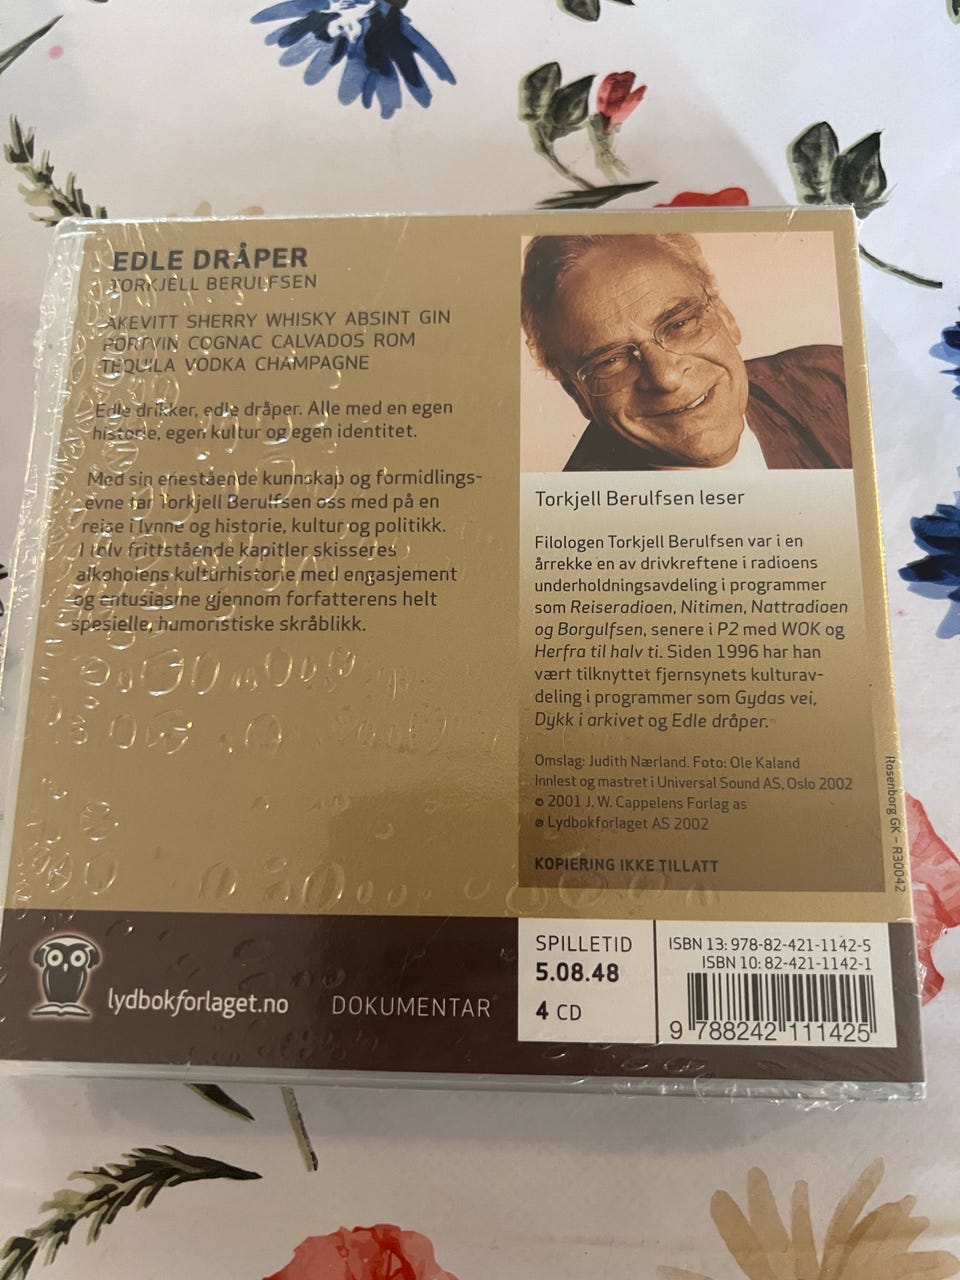 EDLE DRÅPER
TORKJELL BERULFSEN
AKEVITT SHERRY WHISKY ABSINT GIN
PORTVIN COGNAC CALVADOS ROM
TEQUILA VODKA CHAMPAGNE
Edle drikker, edle dråper. Alle med en egen
historie, egen kultur og egen identitet.
Med sin enestående kunnskap og formidlings-
evne tar Torkjell Berulfsen oss med på en
reise i lynne og historie, kultur og politikk.
I tolv frittstående kapitler skisseres
alkoholens kulturhistorie med engasjement
og entusiasme gjennom forfatterens helt
spesielle, humoristiske skråblikk.
Torkjell Berulfsen leser
Filologen Torkjell Berulfsen var i en
årrekke en av drivkreftene i radioens
underholdningsavdeling i programmer
som Reiseradioen, Nitimen, Nattradioen
og Borgulfsen, senere i P2 med WOK og
Herfra til halv ti. Siden 1996 har han
vært tilknyttet fjernsynets kulturav-
deling i programmer som Gydas vei,
Dykk i arkivet og Edle dråper.
Omslag: Judith Nærland. Foto: Ole Kaland
Innlest og mastret i Universal Sound AS, Oslo 2002
© 2001 J. W. Cappelens Forlag as
℗ Lydbokforlaget AS 2002
KOPIERING IKKE TILLATT
Rosenborg GK – R30042
lydbokforlaget.no
DOKUMENTAR
SPILLETID
5.08.48
4 CD
ISBN 13: 978-82-421-1142-5
ISBN 10: 82-421-1142-1
9 788242 111425